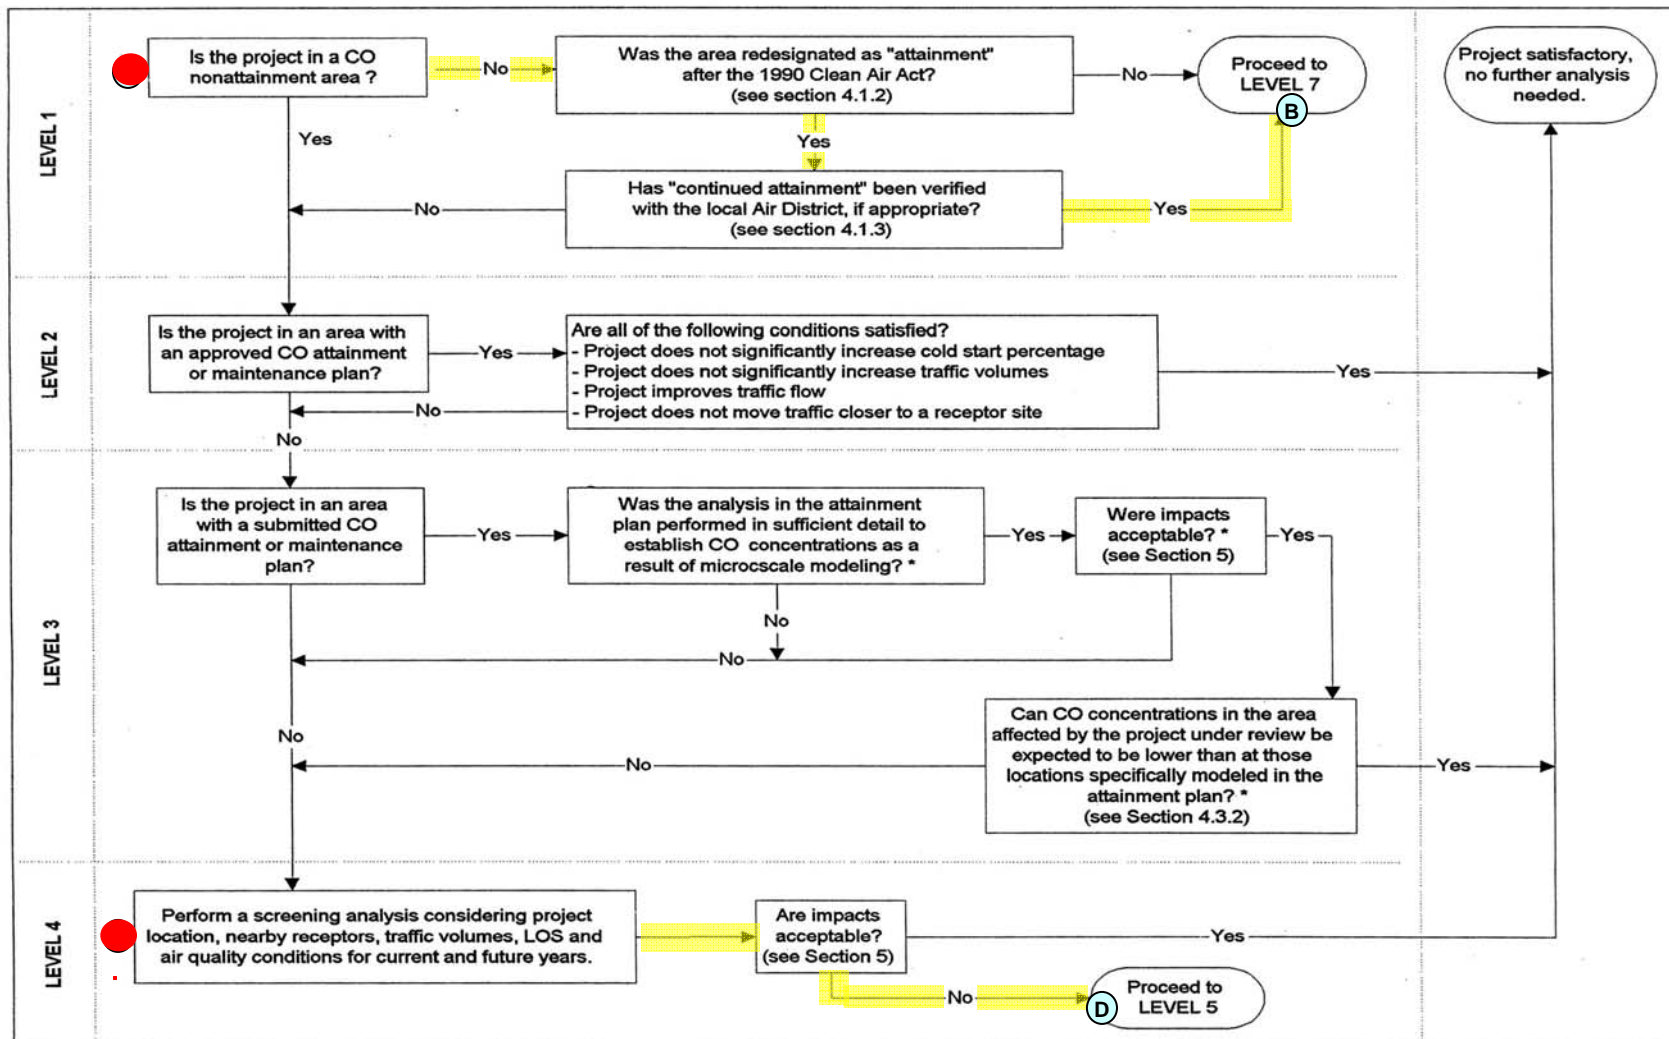 LEVEL 1
Is the project in a CO
nonattainment area ?
No
Was the area redesignated as "attainment"
after the 1990 Clean Air Act?
(see section 4.1.2)
No
Proceed to
LEVEL 7
B
Project satisfactory,
no further analysis
needed.
Yes
Yes
Has "continued attainment" been verified
with the local Air District, if appropriate?
(see section 4.1.3)
No
Yes
LEVEL 2
Is the project in an area with
an approved CO attainment
or maintenance plan?
Yes
Are all of the following conditions satisfied?
- Project does not significantly increase cold start percentage
- Project does not significantly increase traffic volumes
- Project improves traffic flow
- Project does not move traffic closer to a receptor site
Yes
No
No
LEVEL 3
Is the project in an area
with a submitted CO
attainment or maintenance
plan?
Yes
Was the analysis in the attainment
plan performed in sufficient detail to
establish CO concentrations as a
result of microcscale modeling? *
Yes
Were impacts
acceptable? *
(see Section 5)
Yes
No
No
No
Can CO concentrations in the area
affected by the project under review be
expected to be lower than at those
locations specifically modeled in the
attainment plan? *
(see Section 4.3.2)
No
Yes
LEVEL 4
Perform a screening analysis considering project
location, nearby receptors, traffic volumes, LOS and
air quality conditions for current and future years.
Are impacts
acceptable?
(see Section 5)
Yes
No
D
Proceed to
LEVEL 5